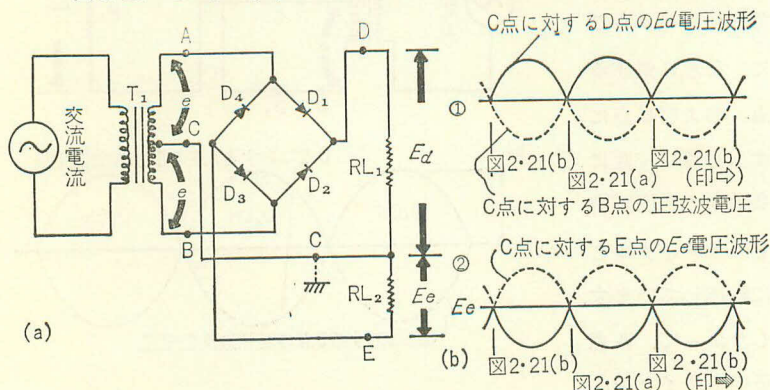 A
B
C
D
E
C
T₁
交流電流
e
e
D₄
D₁
D₃
D₂
RL₁
RL₂
Ed
Ee
(a)
C点に対するD点のEd電圧波形
①
図2・21(b)
図2・21(a)
図2・21(b)
(印⇨)
C点に対するB点の正弦波電圧
C点に対するE点のEe電圧波形
②
Ee
図2・21(b)
図2・21(a)
図2・21(b)
(印⇨)
(b)